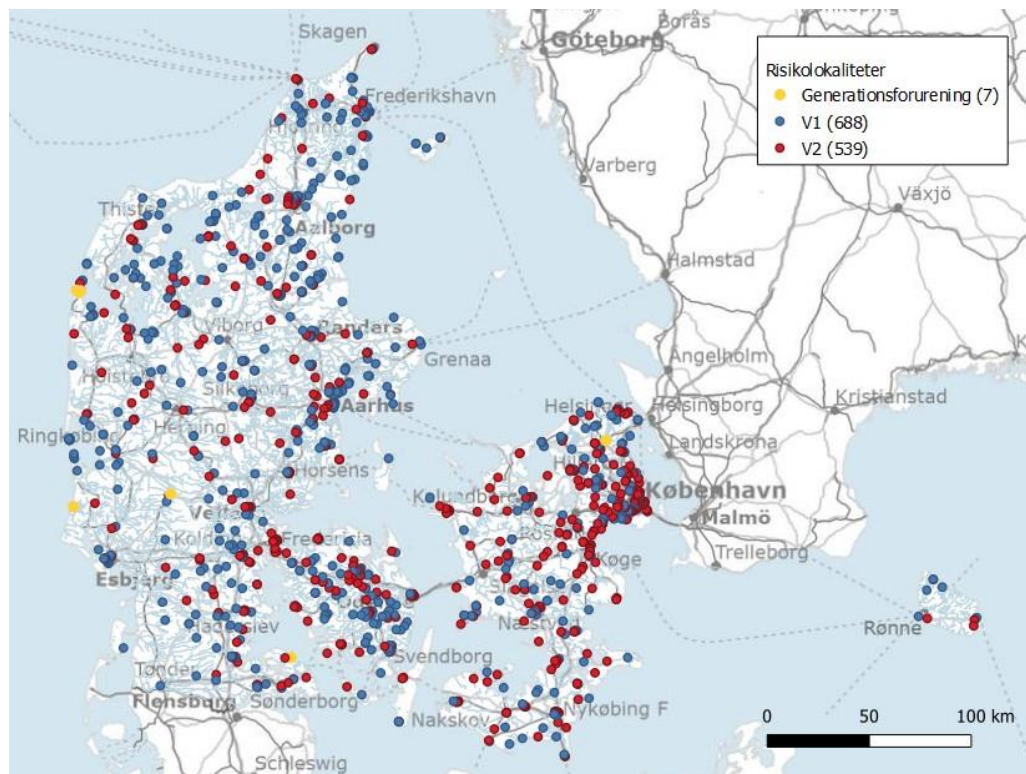 Göteborg
Borås
Skagen
Risikolokaliteter
Generationsforurening (7)
V1 (688)
V2 (539)
Frederikshavn
Hjørring
Varberg
Växjö
Thisted
Aalborg
Halmstad
Viborg
Randers
Grenaa
Ängelholm
Holstebro
Silkeborg
Aarhus
Kristianstad
Helsingør
Helsingborg
Ringkøbing
Herning
Landskrona
Horsens
Kalundborg
København
Malmö
Vejle
Kolding
Fredericia
Køge
Trelleborg
Esbjerg
Haderslev
Næstved
Rønne
Tønder
Svendborg
Flensburg
Sønderborg
Nakskov
Nykøbing F
Schleswig
0 50 100 km